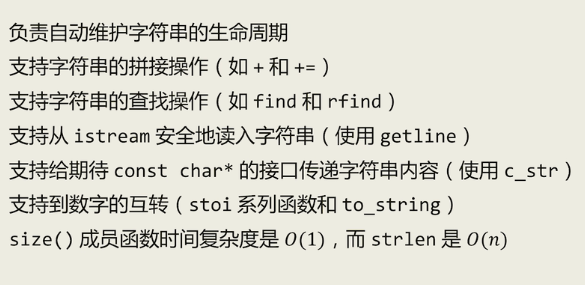 负责自动维护字符串的生命周期
支持字符串的拼接操作（如 + 和 +=）
支持字符串的查找操作（如 find 和 rfind）
支持从 istream 安全地读入字符串（使用 getline）
支持给期待 const char* 的接口传递字符串内容（使用 c_str）
支持到数字的互转（stoi 系列函数和 to_string）
size() 成员函数时间复杂度是 O(1)，而 strlen 是 O(n)